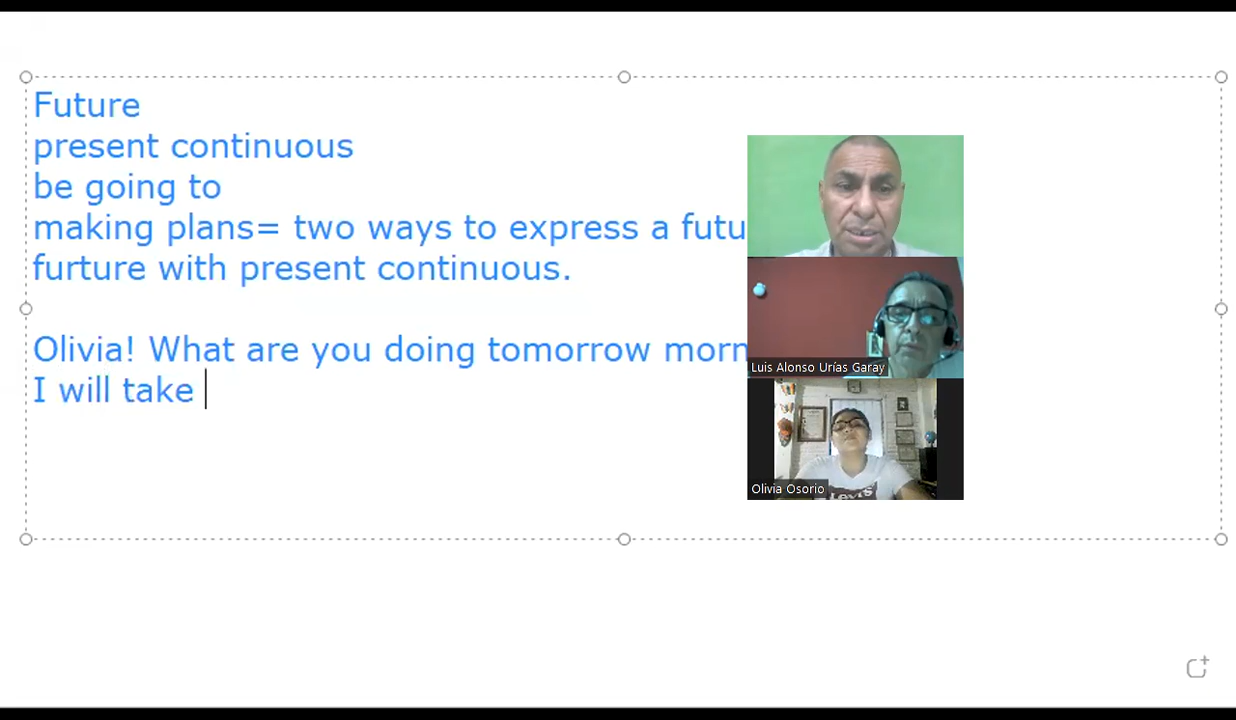 Future
present continuous
be going to
making plans= two ways to express a futu
furture with present continuous.
Olivia! What are you doing tomorrow morn
I will take
Luis Alonso Urías Garay
Olivia Osorio